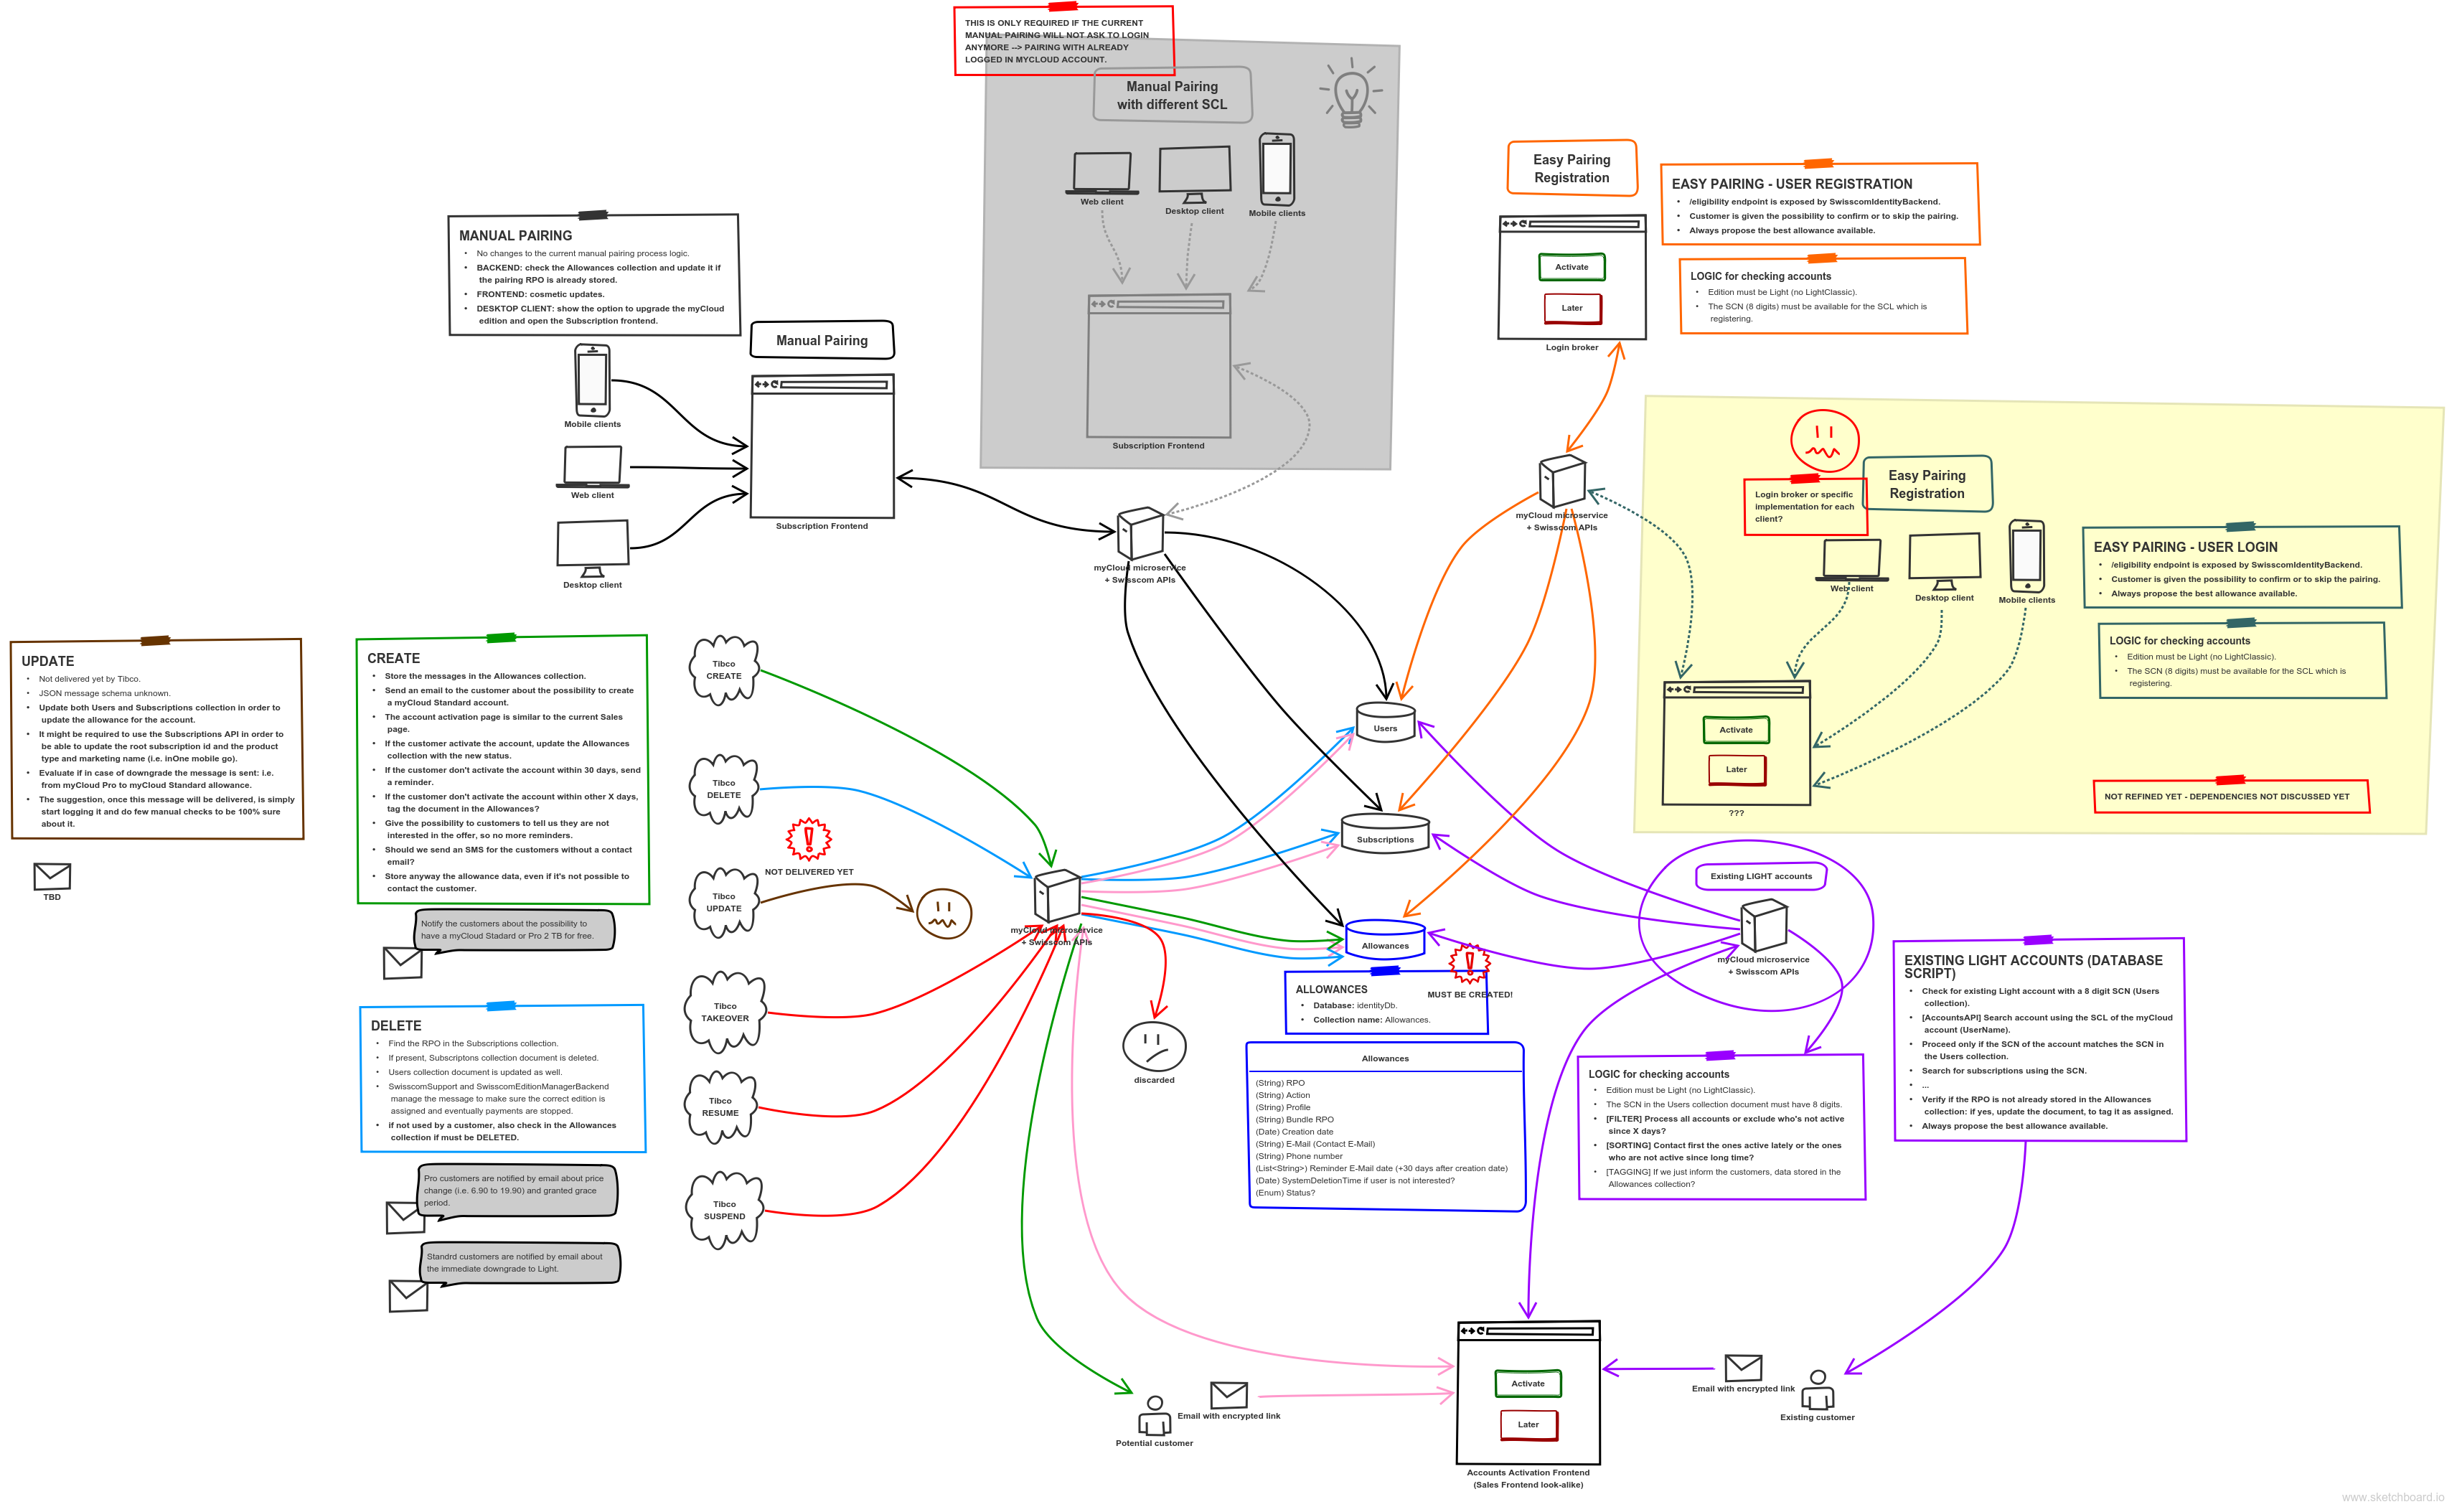 THIS IS ONLY REQUIRED IF THE CURRENT
MANUAL PAIRING WILL NOT ASK TO LOGIN
ANYMORE --> PAIRING WITH ALREADY
LOGGED IN MYCLOUD ACCOUNT.
Manual Pairing
with different SCL
Web client
Desktop client
Mobile clients
Subscription Frontend
Easy Pairing
Registration
Activate
Later
Login broker
EASY PAIRING - USER REGISTRATION
• /eligibility endpoint is exposed by SwisscomIdentityBackend.
• Customer is given the possibility to confirm or to skip the pairing.
• Always propose the best allowance available.
LOGIC for checking accounts
• Edition must be Light (no LightClassic).
• The SCN (8 digits) must be available for the SCL which is
registering.
MANUAL PAIRING
• No changes to the current manual pairing process logic.
• BACKEND: check the Allowances collection and update it if
the pairing RPO is already stored.
• FRONTEND: cosmetic updates.
• DESKTOP CLIENT: show the option to upgrade the myCloud
edition and open the Subscription frontend.
Manual Pairing
Mobile clients
Web client
Desktop client
Subscription Frontend
myCloud microservice
+ Swisscom APIs
myCloud microservice
+ Swisscom APIs
Login broker or specific
implementation for each
client?
Easy Pairing
Registration
Web client
Desktop client
Mobile clients
EASY PAIRING - USER LOGIN
• /eligibility endpoint is exposed by SwisscomIdentityBackend.
• Customer is given the possibility to confirm or to skip the pairing.
• Always propose the best allowance available.
LOGIC for checking accounts
• Edition must be Light (no LightClassic).
• The SCN (8 digits) must be available for the SCL which is
registering.
Activate
Later
???
NOT REFINED YET - DEPENDENCIES NOT DISCUSSED YET
UPDATE
• Not delivered yet by Tibco.
• JSON message schema unknown.
• Update both Users and Subscriptions collection in order to
update the allowance for the account.
• It might be required to use the Subscriptions API in order to
be able to update the root subscription id and the product
type and marketing name (i.e. inOne mobile go).
• Evaluate if in case of downgrade the message is sent: i.e.
from myCloud Pro to myCloud Standard allowance.
• The suggestion, once this message will be delivered, is simply
start logging it and do few manual checks to be 100% sure
about it.
TBD
CREATE
• Store the messages in the Allowances collection.
• Send an email to the customer about the possibility to create
a myCloud Standard account.
• The account activation page is similar to the current Sales
page.
• If the customer activate the account, update the Allowances
collection with the new status.
• If the customer don't activate the account within 30 days, send
a reminder.
• If the customer don't activate the account within other X days,
tag the document in the Allowances?
• Give the possibility to customers to tell us they are not
interested in the offer, so no more reminders.
• Should we send an SMS for the customers without a contact
email?
• Store anyway the allowance data, even if it's not possible to
contact the customer.
Notify the customers about the possibility to
have a myCloud Stadard or Pro 2 TB for free.
DELETE
• Find the RPO in the Subscriptions collection.
• If present, Subscriptons collection document is deleted.
• Users collection document is updated as well.
• SwisscomSupport and SwisscomEditionManagerBackend
manage the message to make sure the correct edition is
assigned and eventually payments are stopped.
• if not used by a customer, also check in the Allowances
collection if must be DELETED.
Pro customers are notified by email about price
change (i.e. 6.90 to 19.90) and granted grace
period.
Standrd customers are notified by email about
the immediate downgrade to Light.
Tibco
CREATE
Tibco
DELETE
NOT DELIVERED YET
Tibco
UPDATE
Tibco
TAKEOVER
Tibco
RESUME
Tibco
SUSPEND
myCloud microservice
+ Swisscom APIs
discarded
Users
Subscriptions
Allowances
MUST BE CREATED!
ALLOWANCES
• Database: identityDb.
• Collection name: Allowances.
Allowances
(String) RPO
(String) Action
(String) Profile
(String) Bundle RPO
(Date) Creation date
(String) E-Mail (Contact E-Mail)
(String) Phone number
(List<String>) Reminder E-Mail date (+30 days after creation date)
(Date) SystemDeletionTime if user is not interested?
(Enum) Status?
Existing LIGHT accounts
myCloud microservice
+ Swisscom APIs
LOGIC for checking accounts
• Edition must be Light (no LightClassic).
• The SCN in the Users collection document must have 8 digits.
• [FILTER] Process all accounts or exclude who's not active
since X days?
• [SORTING] Contact first the ones active lately or the ones
who are not active since long time?
• [TAGGING] If we just inform the customers, data stored in the
Allowances collection?
EXISTING LIGHT ACCOUNTS (DATABASE
SCRIPT)
• Check for existing Light account with a 8 digit SCN (Users
collection).
• [AccountsAPI] Search account using the SCL of the myCloud
account (UserName).
• Proceed only if the SCN of the account matches the SCN in
the Users collection.
• Search for subscriptions using the SCN.
• ...
• Verify if the RPO is not already stored in the Allowances
collection: if yes, update the document, to tag it as assigned.
• Always propose the best allowance available.
Potential customer
Email with encrypted link
Activate
Later
Accounts Activation Frontend
(Sales Frontend look-alike)
Email with encrypted link
Existing customer
www.sketchboard.io